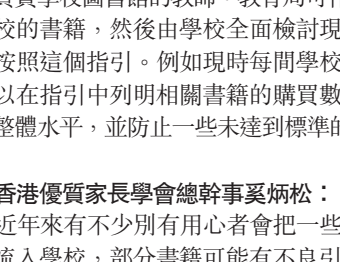 校的書籍，然後由學校全面檢討現
按照這個指引。例如現時每間學校
以在指引中列明相關書籍的購買數
整體水平，並防止一些未達到標準的
香港優質家長學會總幹事奚炳松：
近年來有不少別有用心者會把一些
流入學校，部分書籍可能有不良引